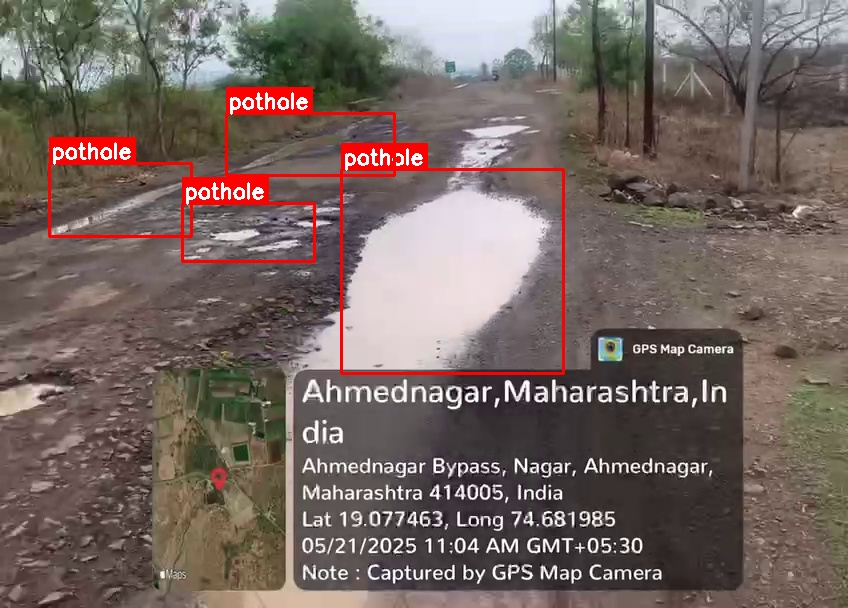 pothole
pothole
pothole
pothole
GPS Map Camera
Ahmednagar,Maharashtra,In
dia
Ahmednagar Bypass, Nagar, Ahmednagar,
Maharashtra 414005, India
Lat 19.077463, Long 74.681985
05/21/2025 11:04 AM GMT+05:30
Note : Captured by GPS Map Camera
Maps